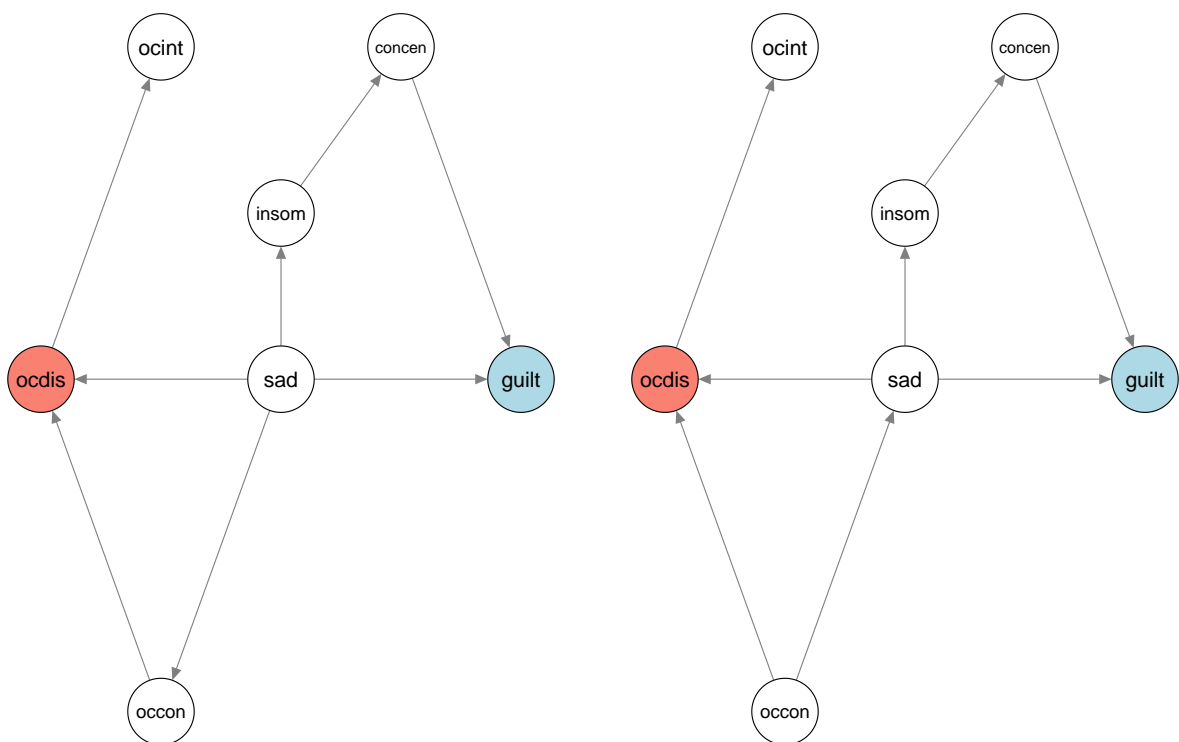 ocint
concen
insom
ocdis
sad
guilt
occon
ocint
concen
insom
ocdis
sad
guilt
occon